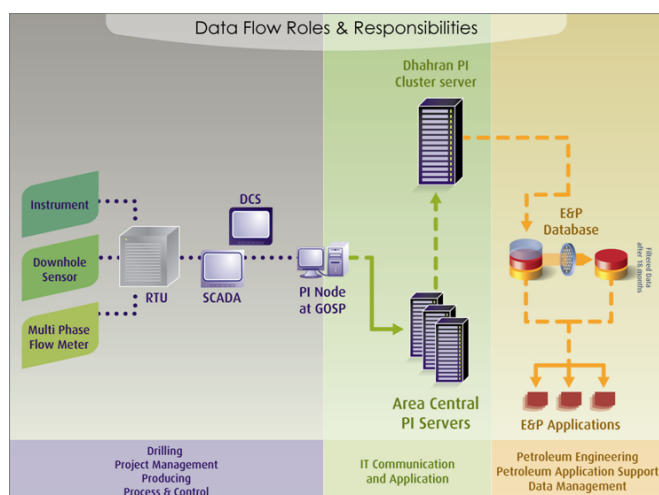 Data Flow Roles & Responsibilities
Dhahran PI
Cluster server
Instrument
DCS
E&P
Database
Downhole
Sensor
RTU
SCADA
PI Node
at GOSP
Filtered Data
after 18 months
Multi Phase
Flow Meter
Area Central
PI Servers
E&P Applications
Drilling
Project Management
Producing
Process & Control
IT Communication
and Application
Petroleum Engineering
Petroleum Application Support
Data Management